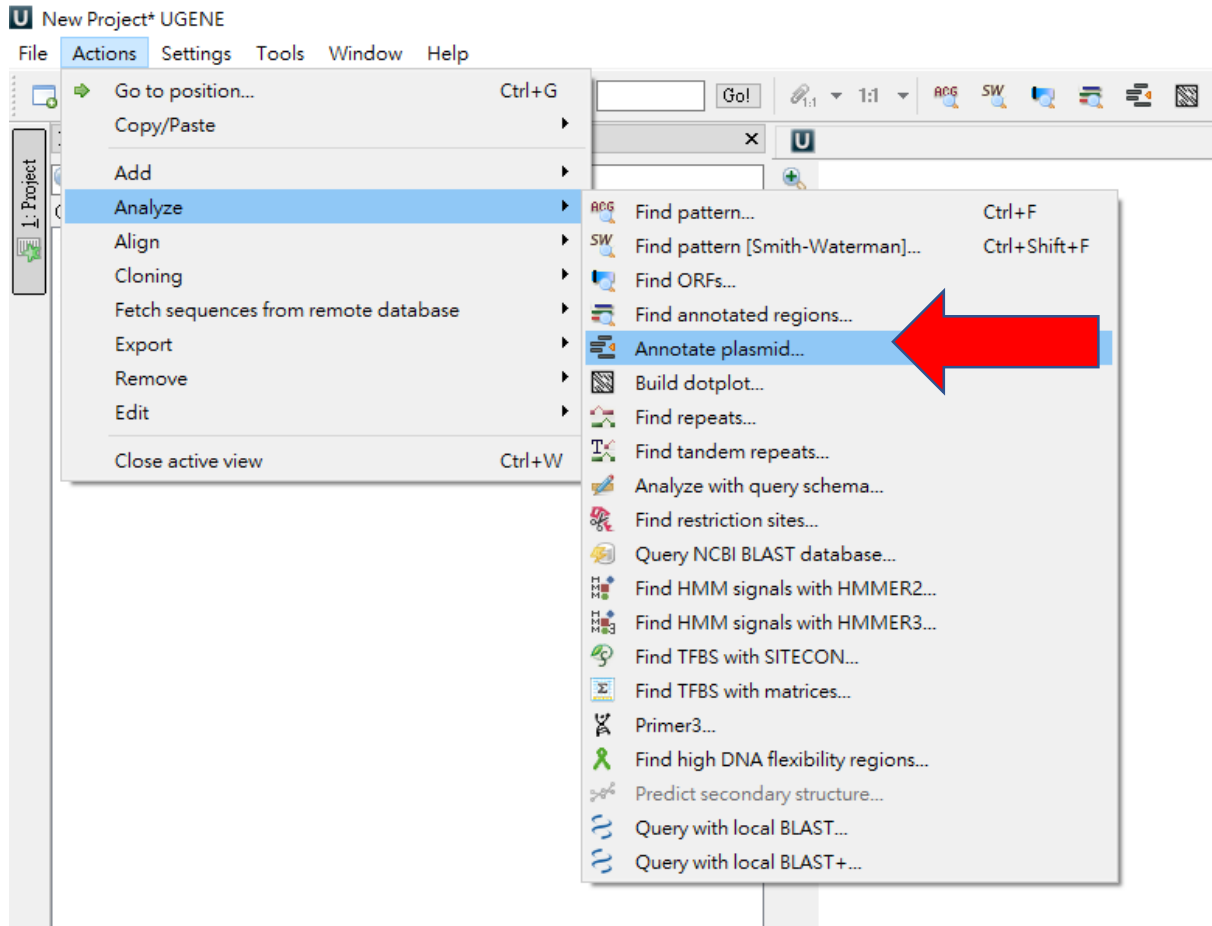 New Project* UGENE
File Actions Settings Tools Window Help
Go to position... Ctrl+G
Copy/Paste
Add
Analyze
Align
Cloning
Fetch sequences from remote database
Export
Remove
Edit
Close active view Ctrl+W
Go!
1:1
1:1
ACG
SW
1: Project
Find pattern... Ctrl+F
Find pattern [Smith-Waterman]... Ctrl+Shift+F
Find ORFs...
Find annotated regions...
Annotate plasmid...
Build dotplot...
Find repeats...
Find tandem repeats...
Analyze with query schema...
Find restriction sites...
Query NCBI BLAST database...
Find HMM signals with HMMER2...
Find HMM signals with HMMER3...
Find TFBS with SITECON...
Find TFBS with matrices...
Primer3...
Find high DNA flexibility regions...
Predict secondary structure...
Query with local BLAST...
Query with local BLAST+...